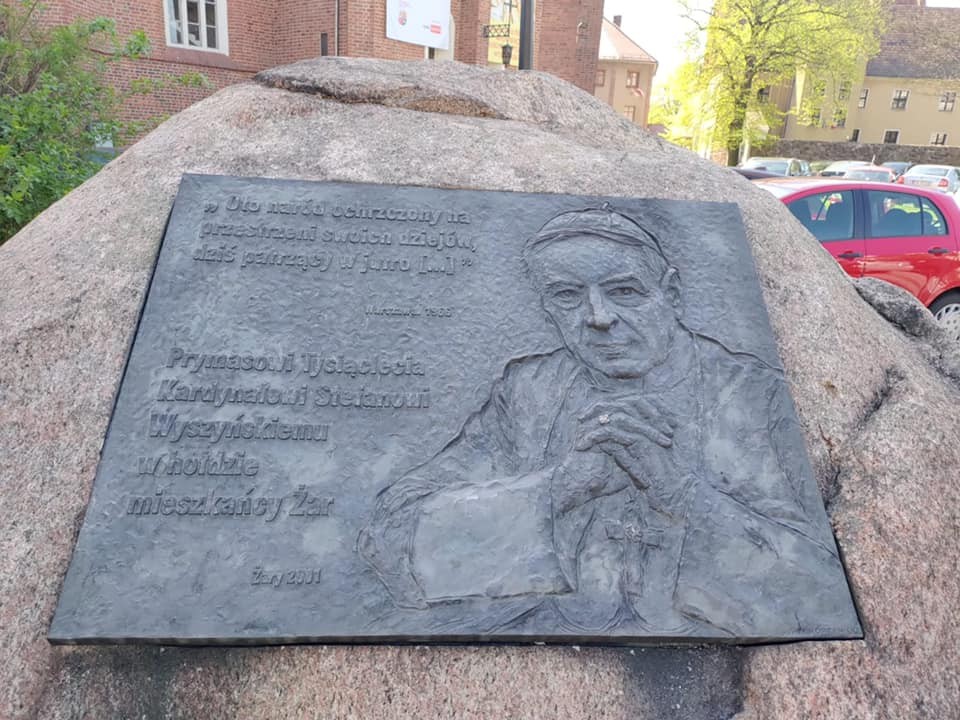 „ Oto naród ochrzczony na
przestrzeni swoich dziejów,
dziś patrzący w jutro [...] ”
Warszawa, 1966
Prymasowi Tysiąclecia
Kardynałowi Stefanowi
Wyszyńskiemu
w hołdzie
mieszkańcy Żar
Żary 2001